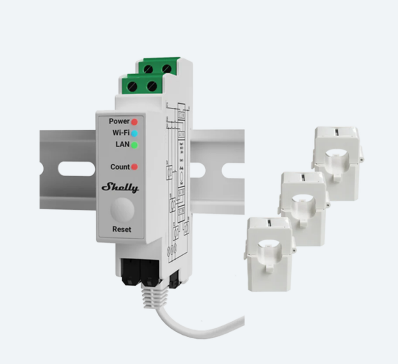 Power
Wi-Fi
LAN
Count
Shelly
Reset